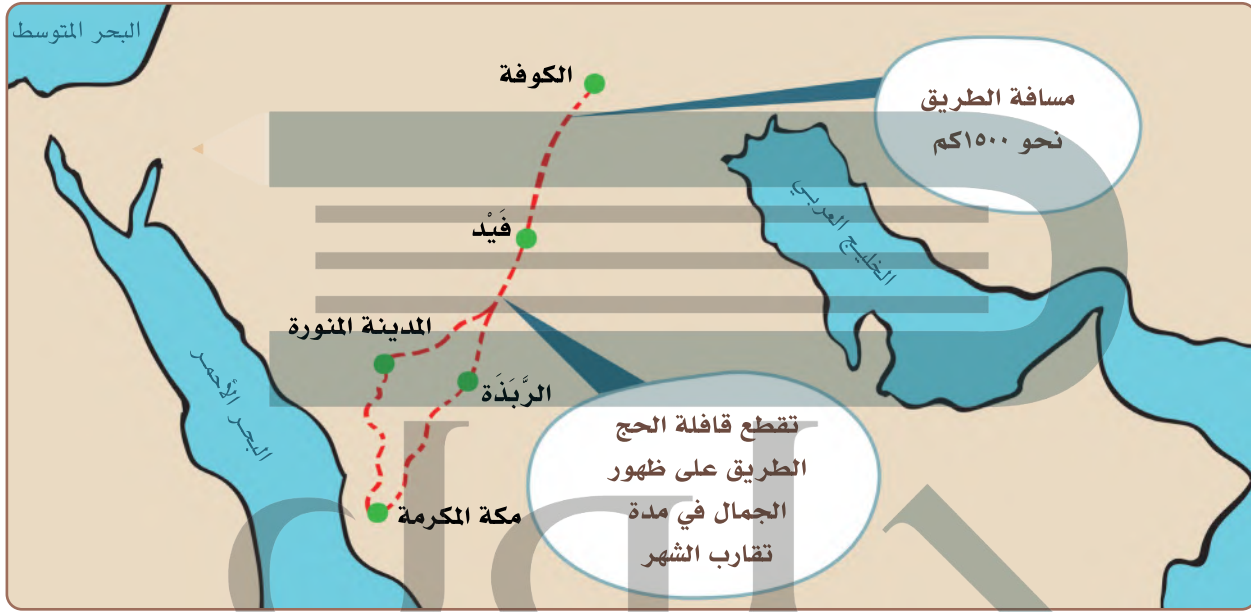 البحر المتوسط
الكوفة
مسافة الطريق
نحو ١٥٠٠كم
الخليج العربي
فَيْد
المدينة المنورة
الرَّبَذَة
البحر الأحمر
تقطع قافلة الحج
الطريق على ظهور
الجمال في مدة
تقارب الشهر
مكة المكرمة